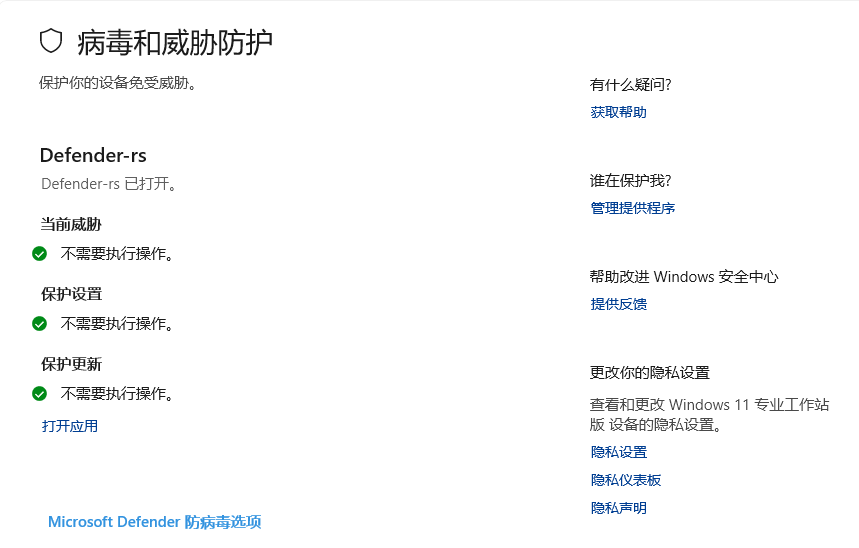 病毒和威胁防护
保护你的设备免受威胁。
Defender-rs
Defender-rs 已打开。
当前威胁
不需要执行操作。
保护设置
不需要执行操作。
保护更新
不需要执行操作。
打开应用
Microsoft Defender 防病毒选项
有什么疑问?
获取帮助
谁在保护我?
管理提供程序
帮助改进 Windows 安全中心
提供反馈
更改你的隐私设置
查看和更改 Windows 11 专业工作站
版 设备的隐私设置。
隐私设置
隐私仪表板
隐私声明